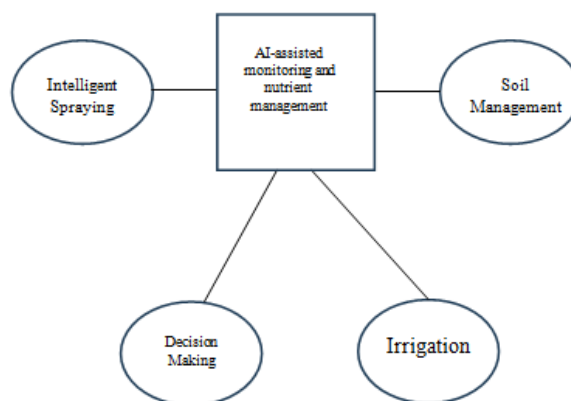 AI-assisted
monitoring and
nutrient
management
Intelligent
Spraying
Soil
Management
Decision
Making
Irrigation